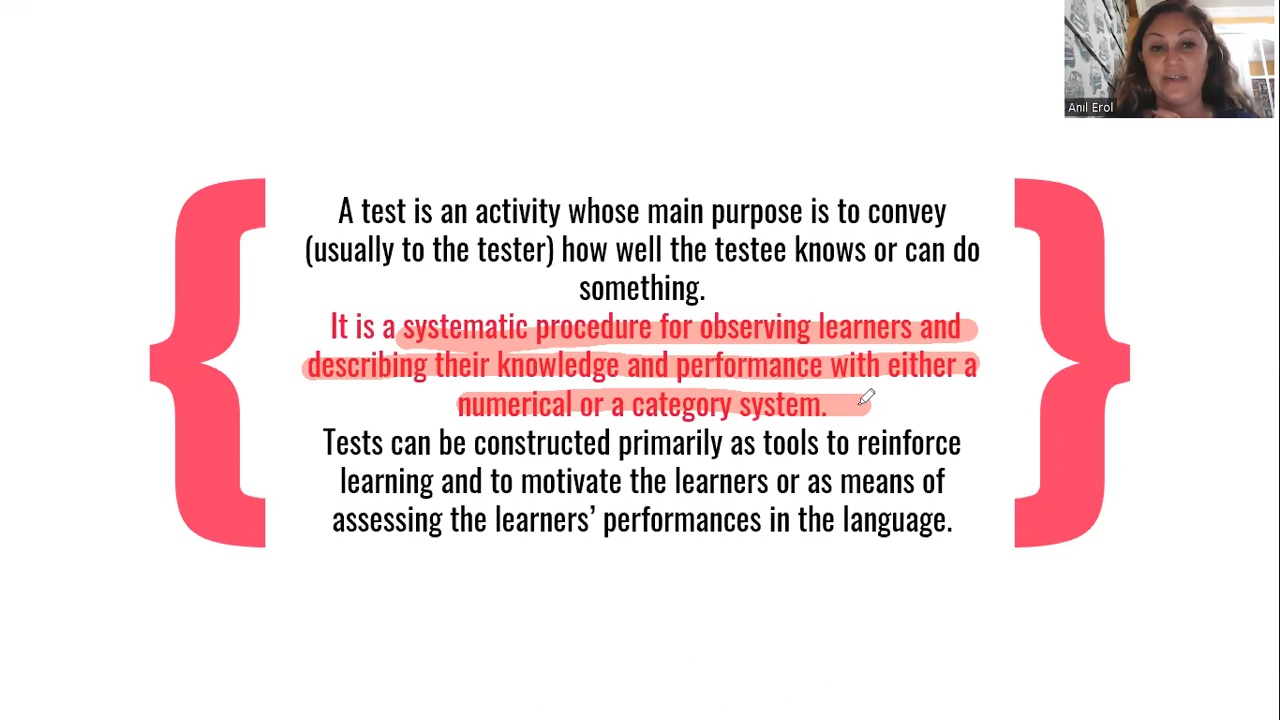 Anıl Erol
A test is an activity whose main purpose is to convey
(usually to the tester) how well the testee knows or can do
something.
It is a systematic procedure for observing learners and
describing their knowledge and performance with either a
numerical or a category system.
Tests can be constructed primarily as tools to reinforce
learning and to motivate the learners or as means of
assessing the learners’ performances in the language.